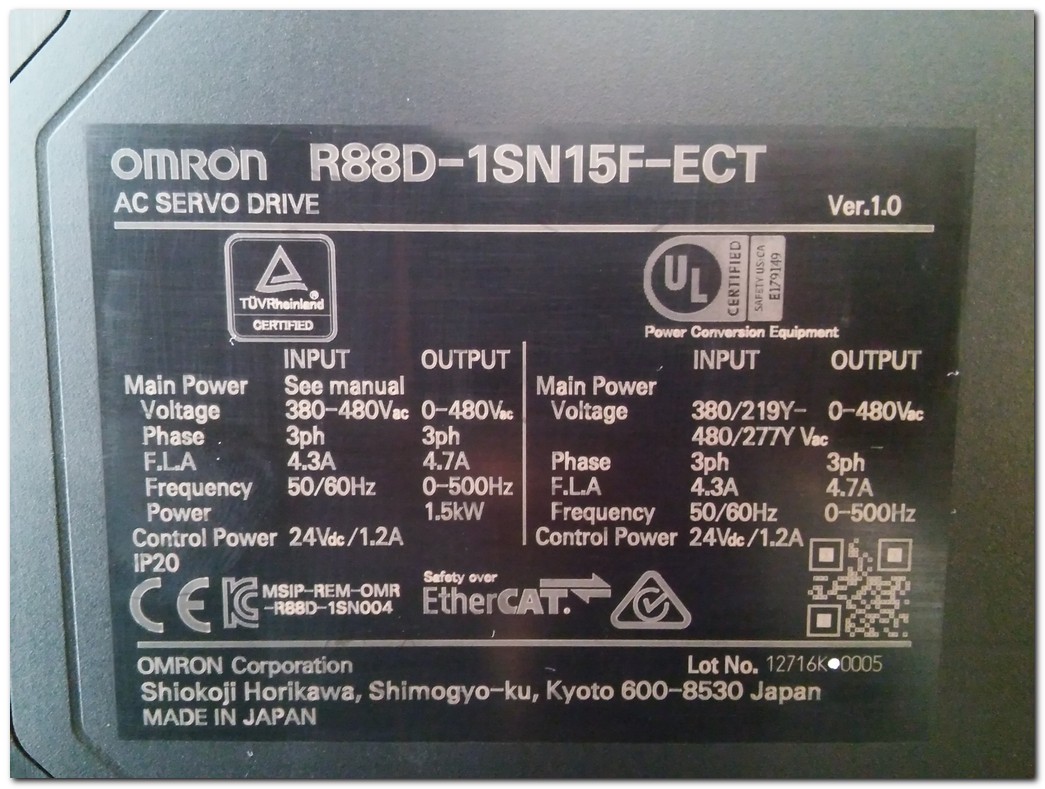 OMRON R88D-1SN15F-ECT
AC SERVO DRIVE Ver.1.0
TÜVRheinland®
CERTIFIED
UL CERTIFIED
SAFETY US-CA
E179149
Power Conversion Equipment
INPUT OUTPUT
Main Power See manual
Voltage 380-480Vac 0-480Vac
Phase 3ph 3ph
F.L.A 4.3A 4.7A
Frequency 50/60Hz 0-500Hz
Power 1.5kW
Control Power 24Vdc/1.2A
IP20
INPUT OUTPUT
Main Power
Voltage 380/219Y- 0-480Vac
480/277Y Vac
Phase 3ph 3ph
F.L.A 4.3A 4.7A
Frequency 50/60Hz 0-500Hz
Control Power 24Vdc/1.2A
CE KC MSIP-REM-OMR
-R88D-1SN004
Safety over
EtherCAT.
OMRON Corporation Lot No. 12716K 0005
Shiokoji Horikawa, Shimogyo-ku, Kyoto 600-8530 Japan
MADE IN JAPAN